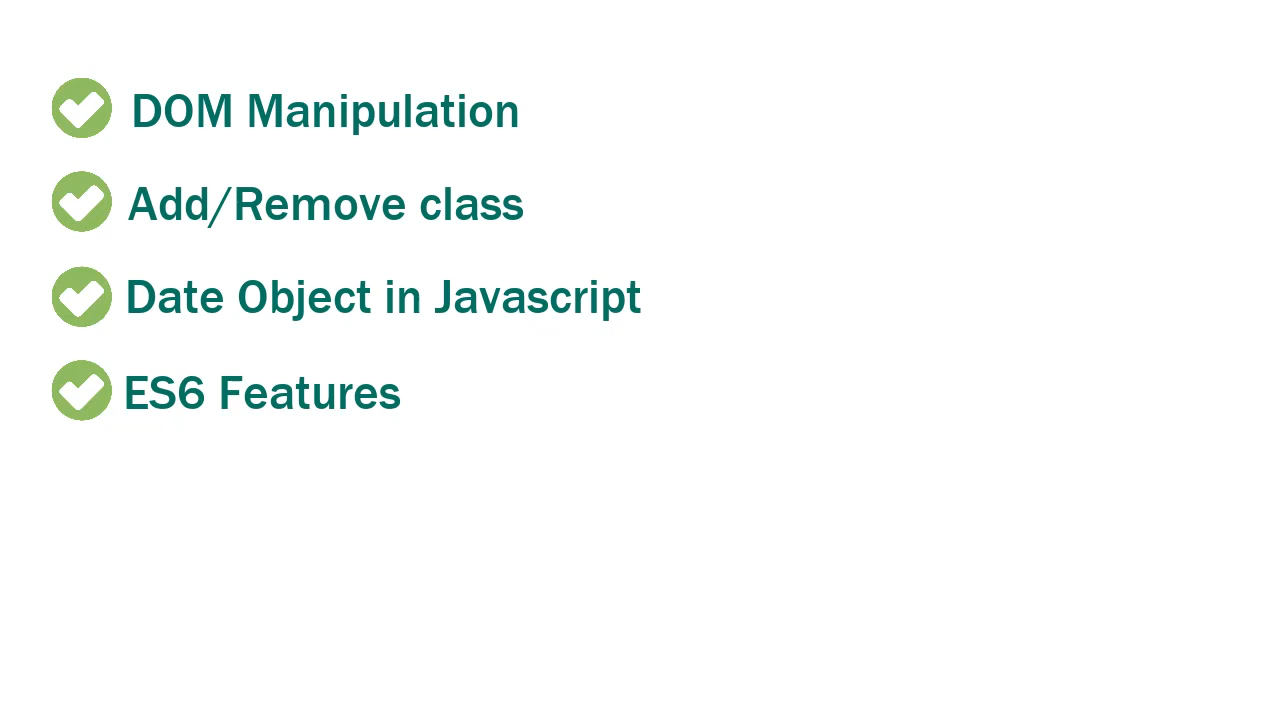 DOM Manipulation
Add/Remove class
Date Object in Javascript
ES6 Features